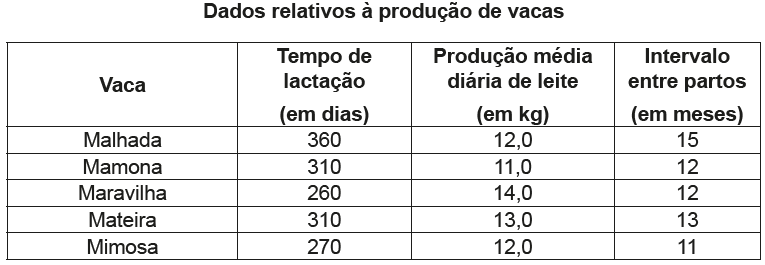 Dados relativos à produção de vacas
Vaca
Tempo de
lactação
(em dias)
Produção média
diária de leite
(em kg)
Intervalo
entre partos
(em meses)
Malhada 360 12,0 15
Mamona 310 11,0 12
Maravilha 260 14,0 12
Mateira 310 13,0 13
Mimosa 270 12,0 11